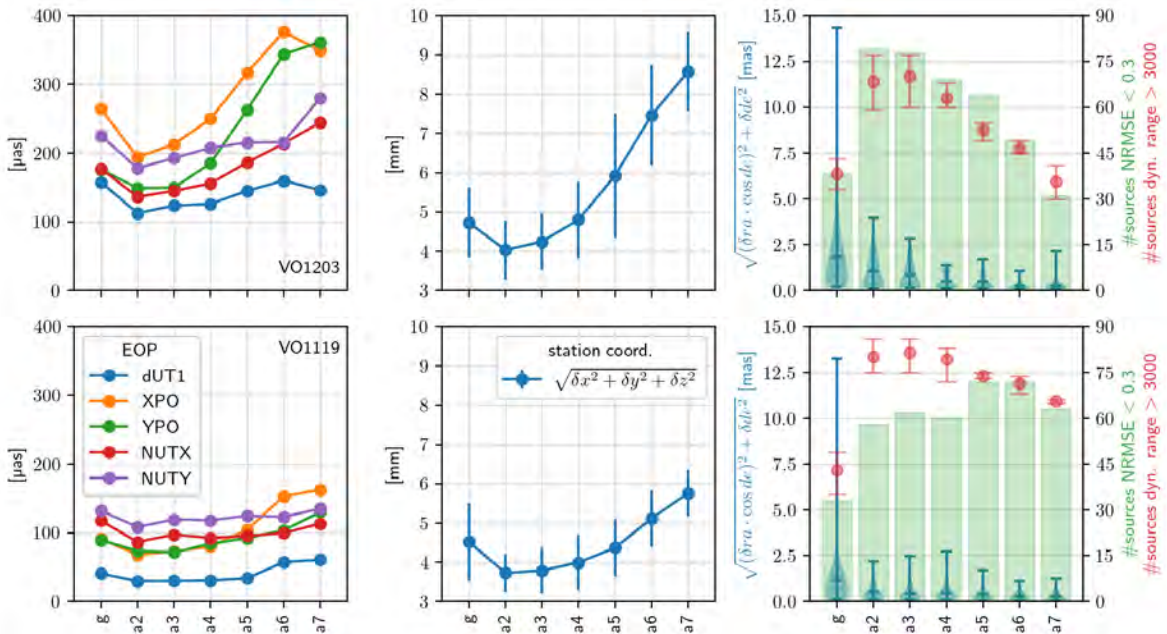 400
300
200
100
0
[µas]
VO1203
10
9
8
7
6
5
4
3
[mm]
15.0
12.5
10.0
7.5
5.0
2.5
0.0
√(δra · cos de)² + δde² [mas]
90
75
60
45
30
15
0
#sources NRMSE < 0.3
#sources dyn. range > 3000
400
300
200
100
0
[µas]
VO1119
EOP
dUT1
XPO
YPO
NUTX
NUTY
g a2 a3 a4 a5 a6 a7
10
9
8
7
6
5
4
3
[mm]
station coord.
√δx² + δy² + δz²
g a2 a3 a4 a5 a6 a7
15.0
12.5
10.0
7.5
5.0
2.5
0.0
√(δra · cos de)² + δde² [mas]
90
75
60
45
30
15
0
#sources NRMSE < 0.3
#sources dyn. range > 3000
g a2 a3 a4 a5 a6 a7